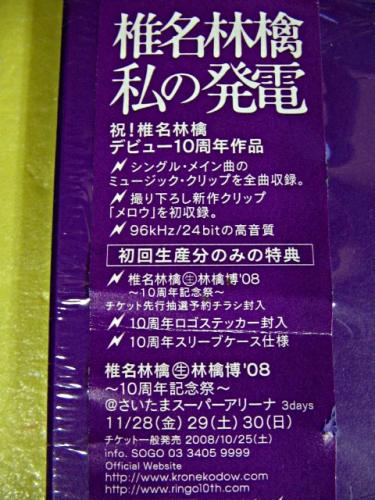 椎名林檎
私の発電
祝!椎名林檎
デビュー10周年作品
シングル・メイン曲の
ミュージック・クリップを全曲収録。
撮り下ろし新作クリップ
「メロウ」を初収録。
96kHz/24bitの高音質
初回生産分のみの特典
椎名林檎㊤林檎博'08
〜10周年記念祭〜
チケット先行抽選予約チラシ封入
10周年ロゴステッカー封入
10周年スリーブケース仕様
椎名林檎 生 林檎博'08
〜10周年記念祭〜
@さいたまスーパーアリーナ 3days
11/28(金) 29(土) 30(日)
チケット一般発売 2008/10/25(土)
info. SOGO 03 3405 9999
Official Website
http://www.kronekodow.com
http://www.ringo10th.com